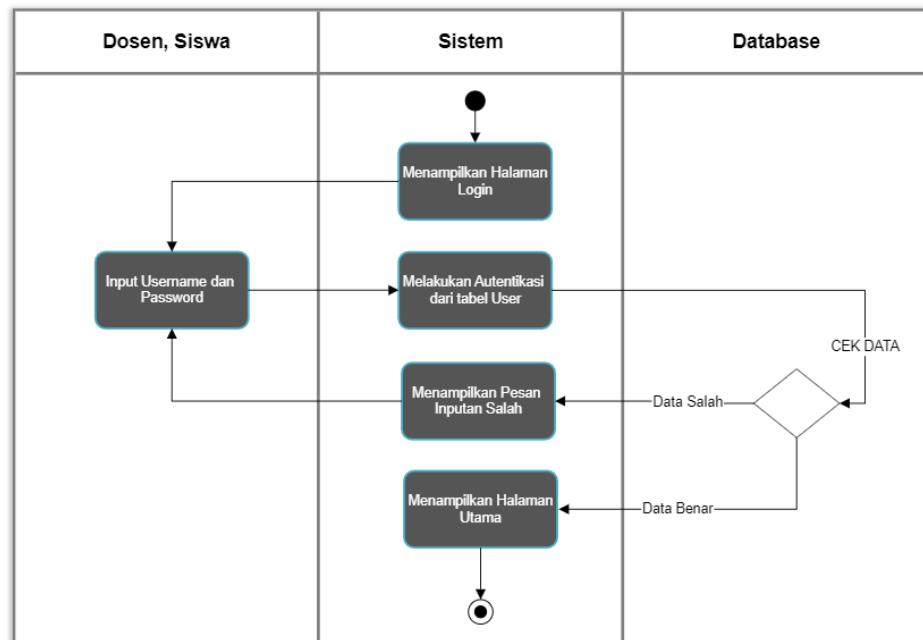 Dosen, Siswa
Sistem
Database
Menampilkan Halaman
Login
Input Username dan
Password
Melakukan Autentikasi
dari tabel User
CEK DATA
Menampilkan Pesan
Inputan Salah
Data Salah
Menampilkan Halaman
Utama
Data Benar